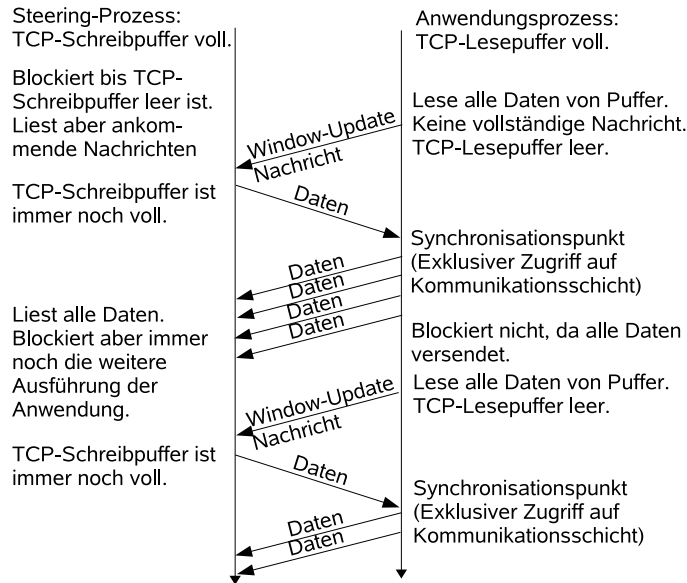 Steering-Prozess:
TCP-Schreibpuffer voll.
Anwendungsprozess:
TCP-Lesepuffer voll.
Blockiert bis TCP-
Schreibpuffer leer ist.
Liest aber ankom-
mende Nachrichten
Lese alle Daten von Puffer.
Keine vollständige Nachricht.
TCP-Lesepuffer leer.
Window-Update
Nachricht
TCP-Schreibpuffer ist
immer noch voll.
Daten
Synchronisationspunkt
(Exklusiver Zugriff auf
Kommunikationsschicht)
Daten
Daten
Daten
Daten
Liest alle Daten.
Blockiert aber immer
noch die weitere
Ausführung der
Anwendung.
Blockiert nicht, da alle Daten
versendet.
Lese alle Daten von Puffer.
TCP-Lesepuffer leer.
Window-Update
Nachricht
TCP-Schreibpuffer ist
immer noch voll.
Daten
Synchronisationspunkt
(Exklusiver Zugriff auf
Kommunikationsschicht)
Daten
Daten